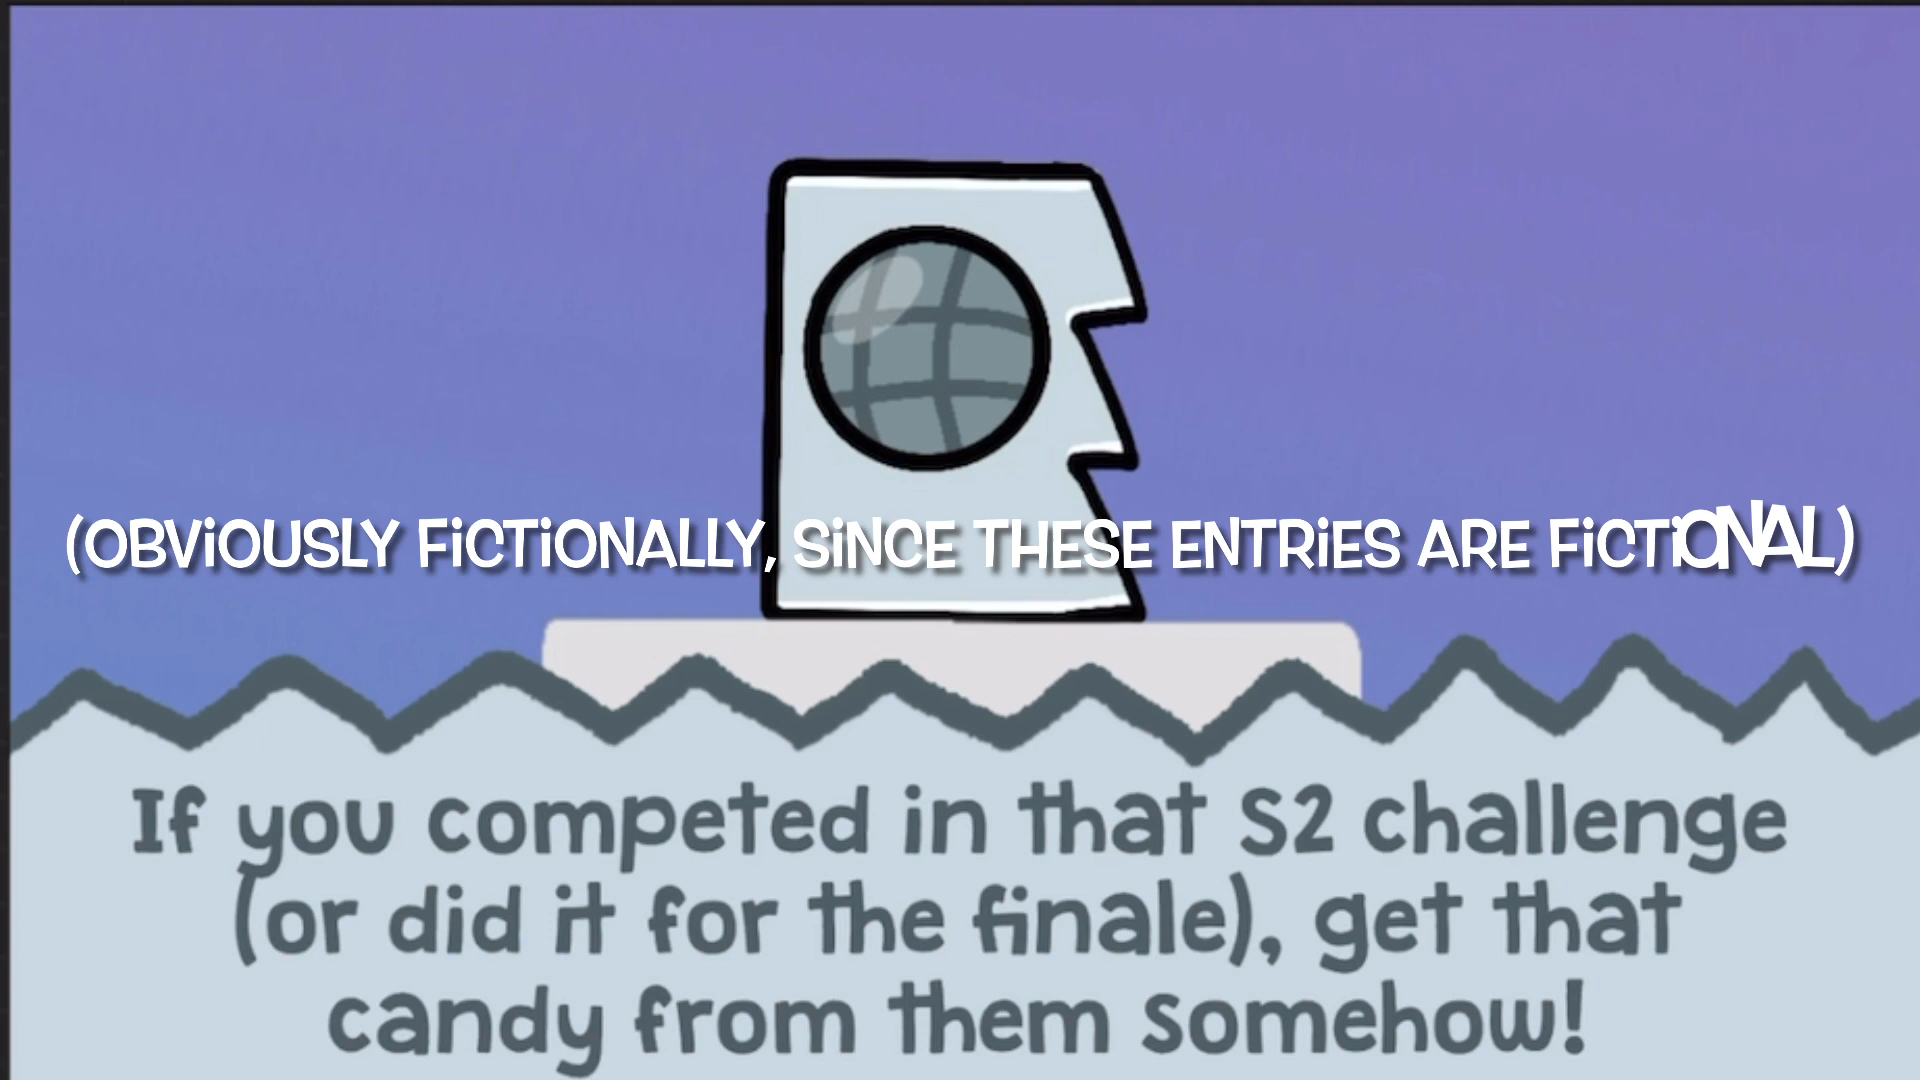 (OBViOUSLY FiCTiONALLY, SiNCE THESE ENTRiES ARE FiCTiONAL)
If you competed in that S2 challenge
(or did it for the finale), get that
candy from them somehow!